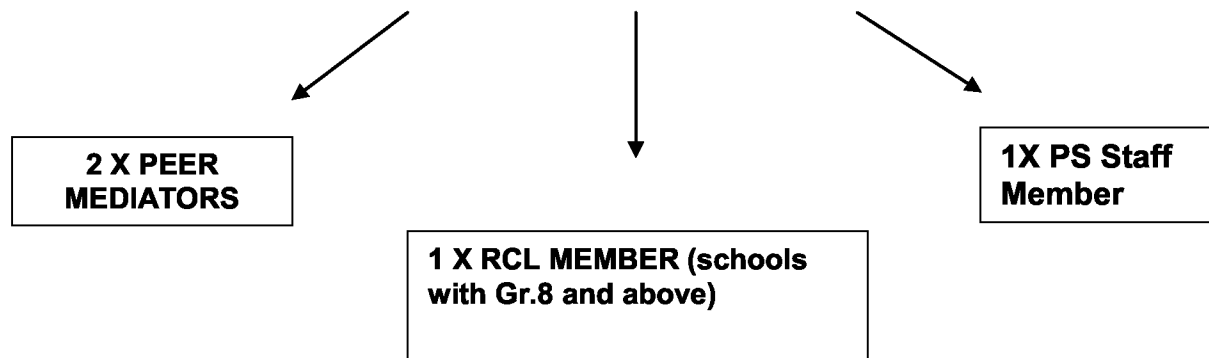 2 X PEER
MEDIATORS
1 X RCL MEMBER (schools
with Gr.8 and above)
1X PS Staff
Member